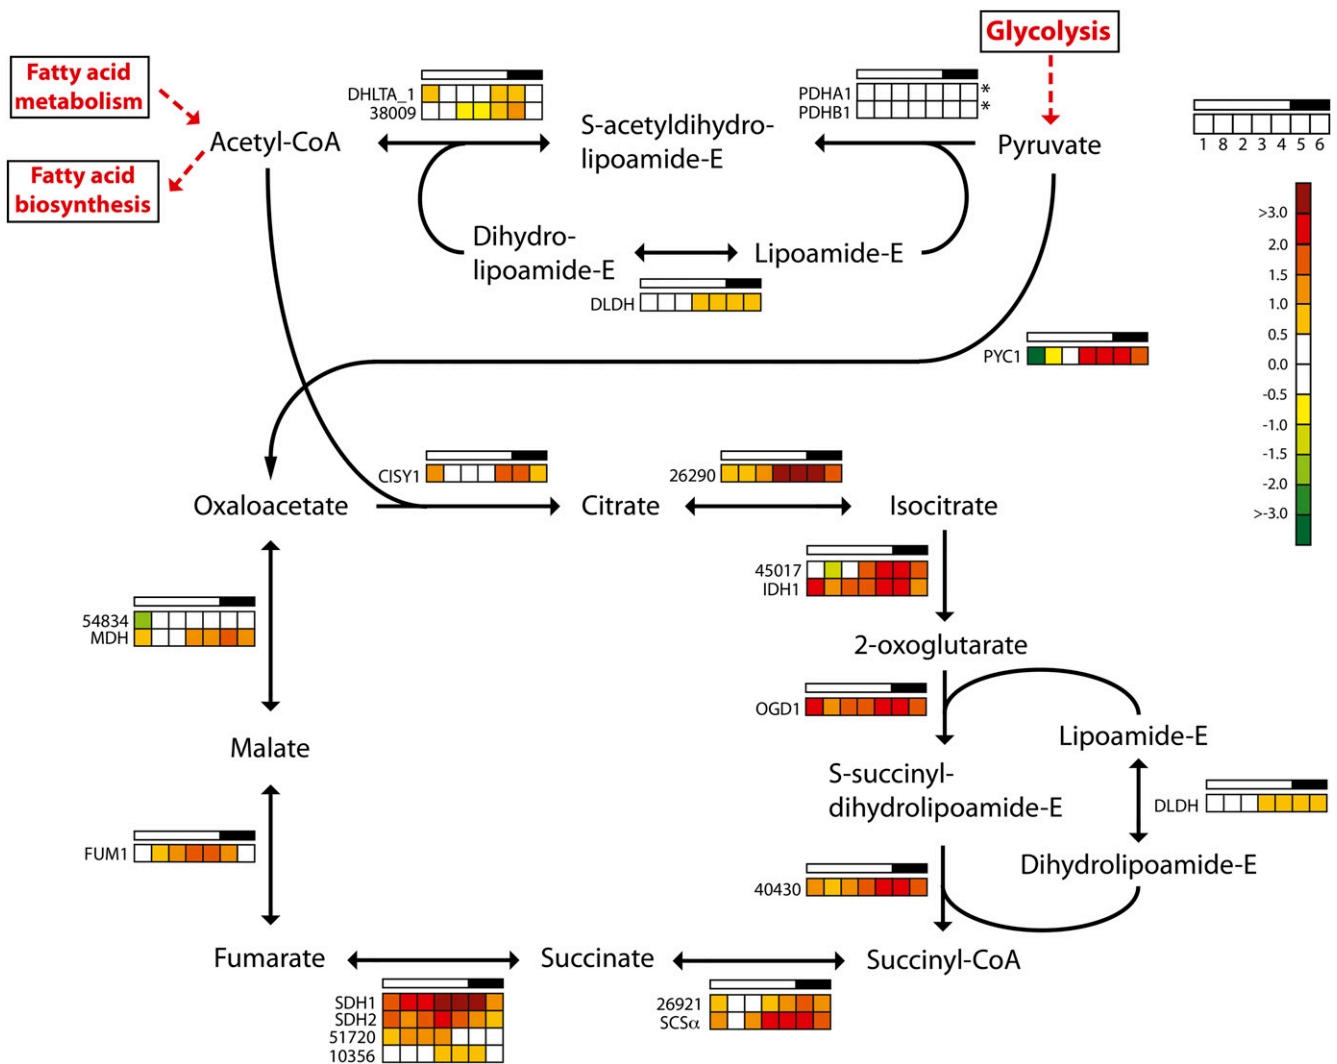 Glycolysis
Fatty acid
metabolism
DHLTA_1
38009
PDHA1 *
PDHB1 *
S-acetyldihydro-
lipoamide-E
Acetyl-CoA
Pyruvate
1 8 2 3 4 5 6
Fatty acid
biosynthesis
Dihydro-
lipoamide-E
Lipoamide-E
DLDH
>3.0
2.0
1.5
1.0
0.5
0.0
-0.5
-1.0
-1.5
-2.0
>-3.0
PYC1
CISY1
26290
Oxaloacetate
Citrate
Isocitrate
45017
IDH1
54834
MDH
2-oxoglutarate
OGD1
Lipoamide-E
Malate
S-succinyl-
dihydrolipoamide-E
DLDH
FUM1
Dihydrolipoamide-E
40430
Fumarate
Succinate
Succinyl-CoA
SDH1
SDH2
51720
10356
26921
SCSα